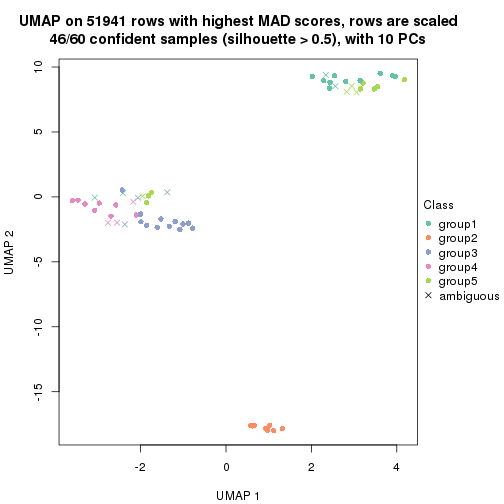 UMAP on 51941 rows with highest MAD scores, rows are scaled
46/60 confident samples (silhouette > 0.5), with 10 PCs
10
5
0
-5
-10
-15
UMAP 2
-2
0
2
4
UMAP 1
Class
group1
group2
group3
group4
group5
ambiguous